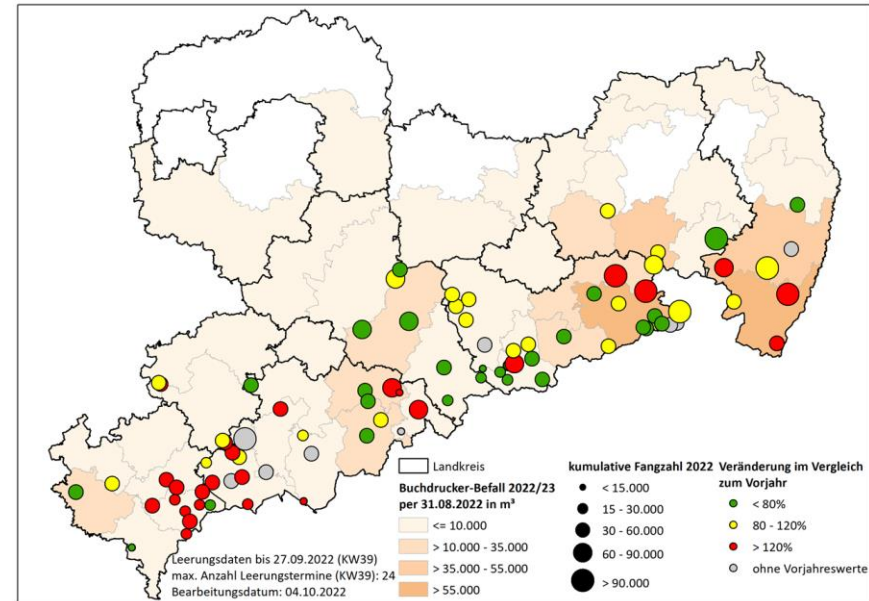 Leerungsdaten bis 27.09.2022 (KW39)
max. Anzahl Leerungstermine (KW39): 24
Bearbeitungsdatum: 04.10.2022
Landkreis
Buchdrucker-Befall 2022/23
per 31.08.2022 in m³
<= 10.000
> 10.000 - 35.000
> 35.000 - 55.000
> 55.000
kumulative Fangzahl 2022
< 15.000
15 - 30.000
30 - 60.000
60 - 90.000
> 90.000
Veränderung im Vergleich
zum Vorjahr
< 80%
80 - 120%
> 120%
ohne Vorjahreswerte